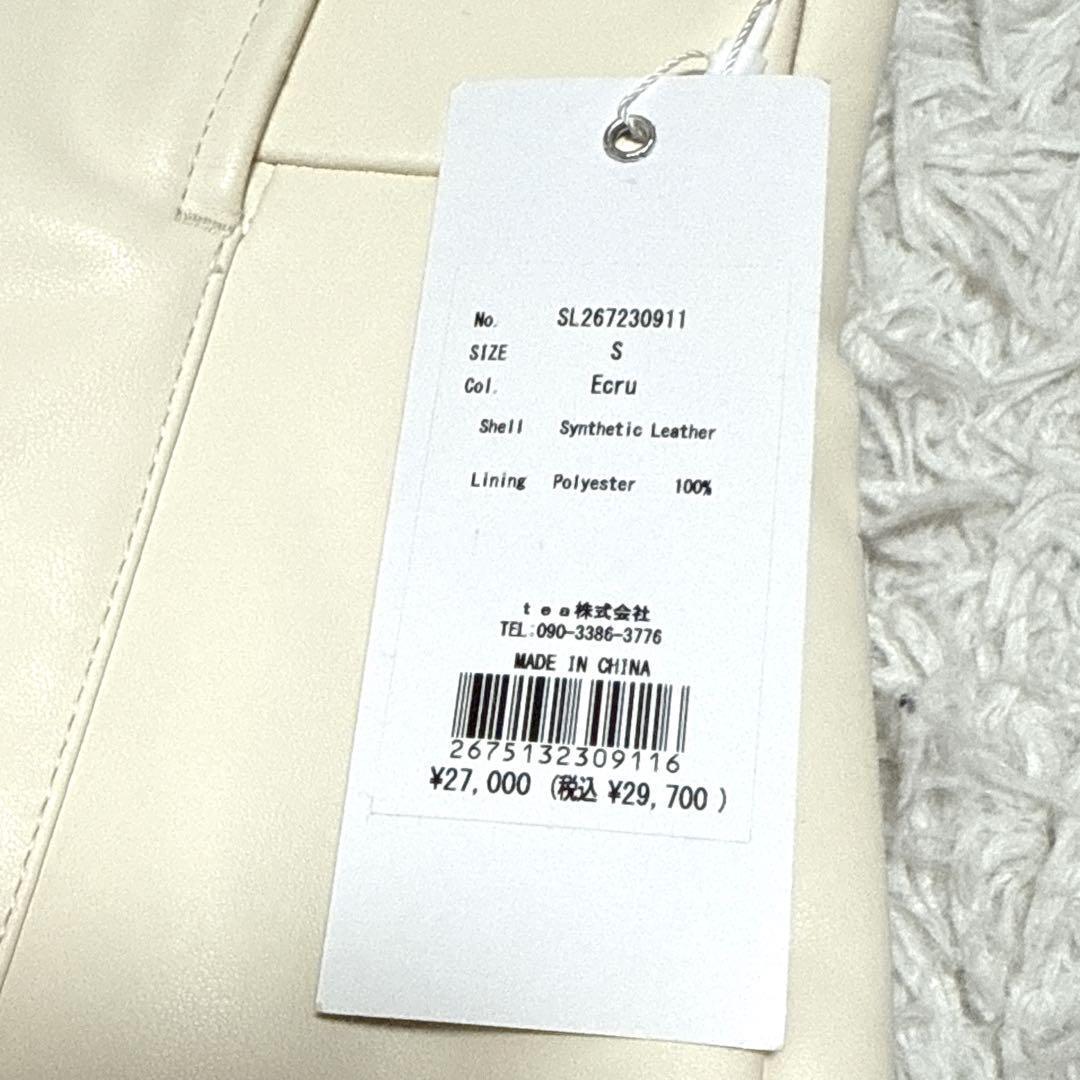 No. SL267230911
SIZE S
Col. Ecru
Shell Synthetic Leather
Lining Polyester 100%
tea株式会社
TEL:090-3386-3776
MADE IN CHINA
2675132309116
¥27,000 (税込 ¥29,700 )